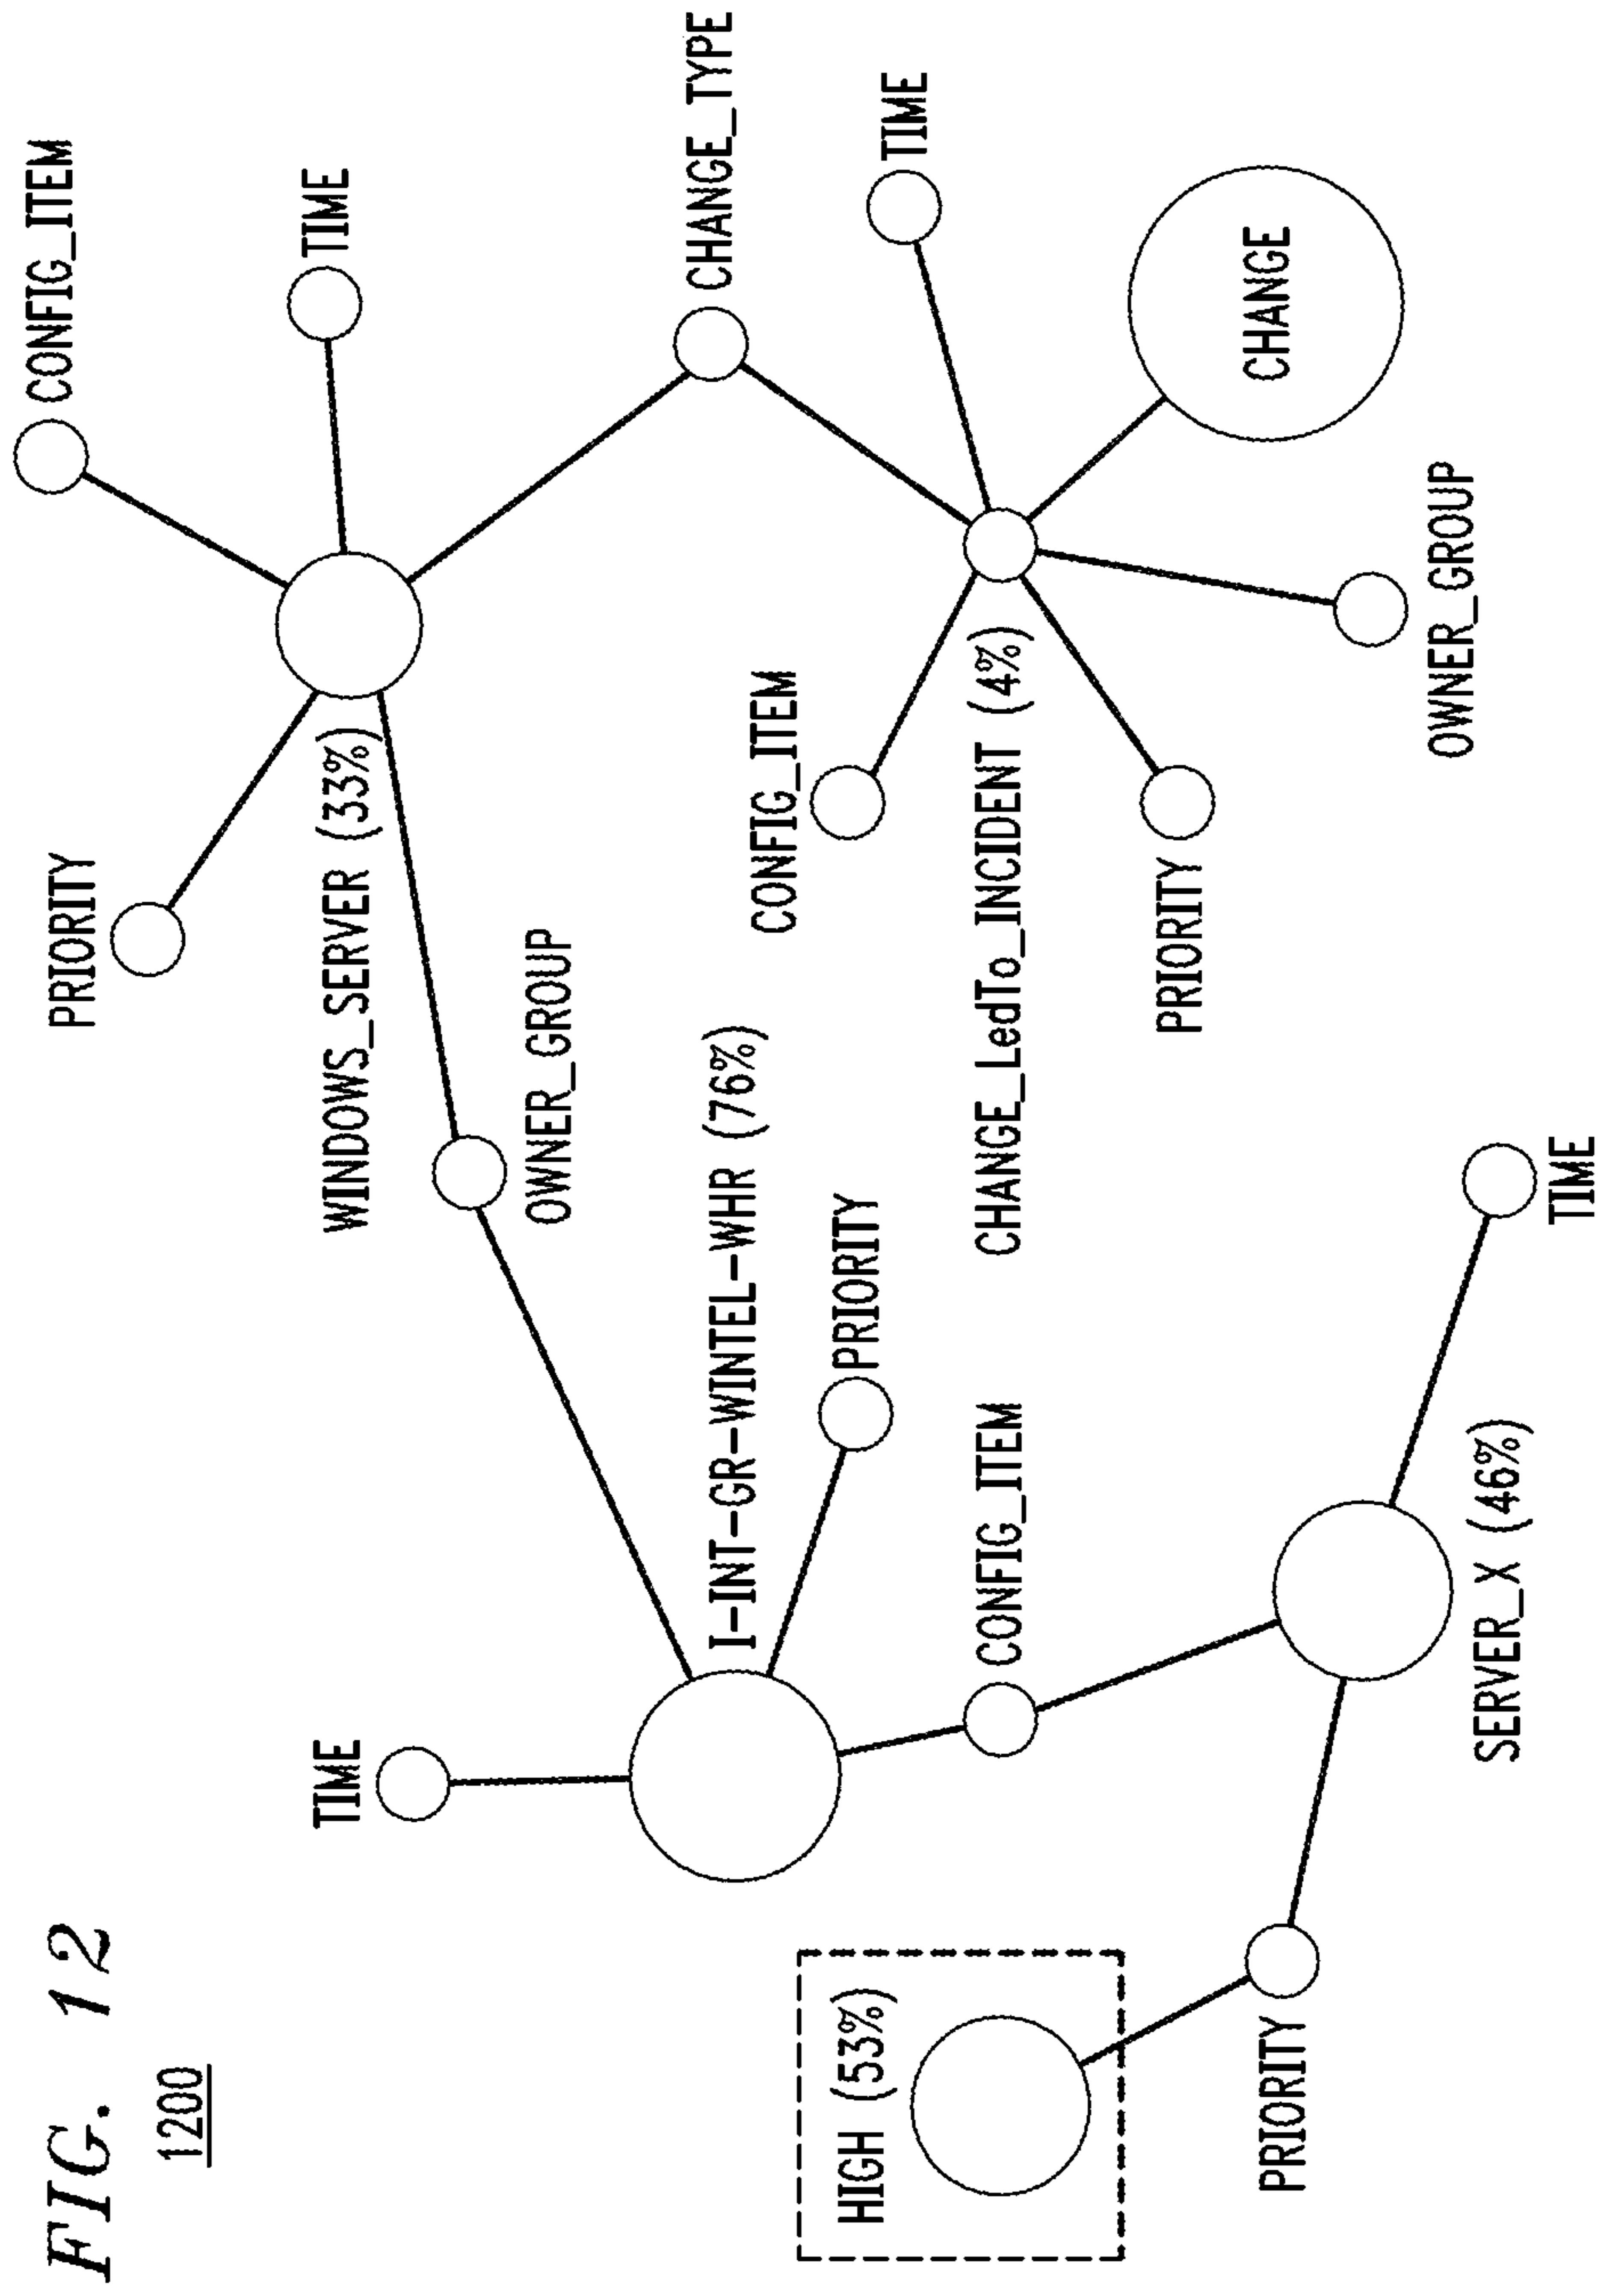 FIG. 12
1200
CONFIG_ITEM
TIME
PRIORITY
WINDOWS_SERVER (33%)
CHANGE_TYPE
OWNER_GROUP
TIME
I-INT-GR-WINTEL-WHR (76%)
PRIORITY
CONFIG_ITEM
TIME
CONFIG_ITEM
CHANGE_LedTo_INCIDENT (4%)
PRIORITY
CHANGE
OWNER_GROUP
HIGH (53%)
PRIORITY
SERVER_X (46%)
TIME